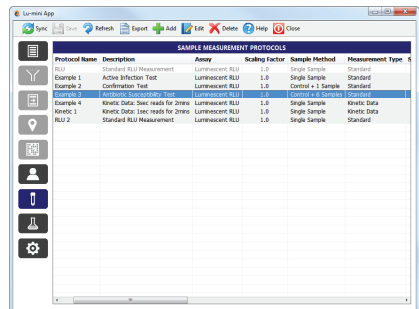 Lu-mini App
Sync Save Refresh Export Add Edit Delete Help Close
SAMPLE MEASUREMENT PROTOCOLS
Protocol Name Description Assay Scaling Factor Sample Method Measurement Type S
RLU Standard RLU Measurement Luminescent RLU 1.0 Single Sample Standard
Example 1 Active Infection Test Luminescent RLU 1.0 Single Sample Standard
Example 2 Confirmation Test Luminescent RLU 1.0 Control + 1 Sample Standard
Example 3 Antibiotic Susceptibility Test Luminescent RLU 1.0 Control + 6 Samples Standard
Example 4 Kinetic Data: 5sec reads for 2mins Luminescent RLU 1.0 Single Sample Kinetic Data
Kinetic 1 Kinetic Data: 1sec reads for 2mins Luminescent RLU 1.0 Single Sample Kinetic Data
RLU 2 Standard RLU Measurement Luminescent RLU 1.0 Single Sample Standard